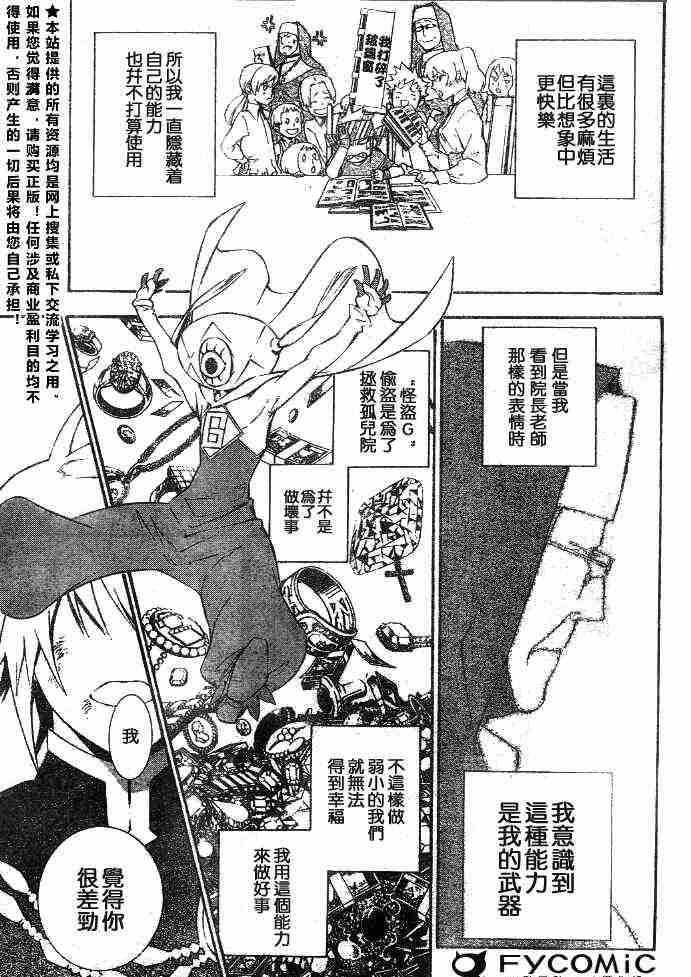 ★本站提供的所有资源均是网上搜集或私下交流学习之用。
如果您觉得满意，请购买正版！任何涉及商业盈利目的均不
得使用，否则产生的一切后果将由您自己承担！
這裏的生活
有很多麻煩
但比想象中
更快樂
我打碎了
玻璃窗
所以我一直隱藏着
自己的能力
也幷不打算使用
但是當我
看到院長老師
那樣的表情時
我意識到
這種能力
是我的武器
“怪盜G”
偷盜是爲了
拯救孤兒院
幷不是
爲了
做壞事
G
不這樣做
弱小的我們
就無法
得到幸福
我用這個能力
來做好事
我
覺得你
很差勁
FYCOMIC